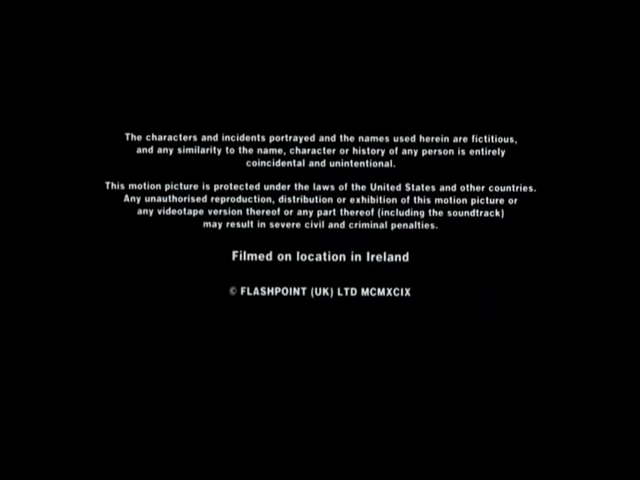 The characters and incidents portrayed and the names used herein are fictitious,
and any similarity to the name, character or history of any person is entirely
coincidental and unintentional.
This motion picture is protected under the laws of the United States and other countries.
Any unauthorised reproduction, distribution or exhibition of this motion picture or
any videotape version thereof or any part thereof (including the soundtrack)
may result in severe civil and criminal penalties.
Filmed on location in Ireland
© FLASHPOINT (UK) LTD MCMXCIX